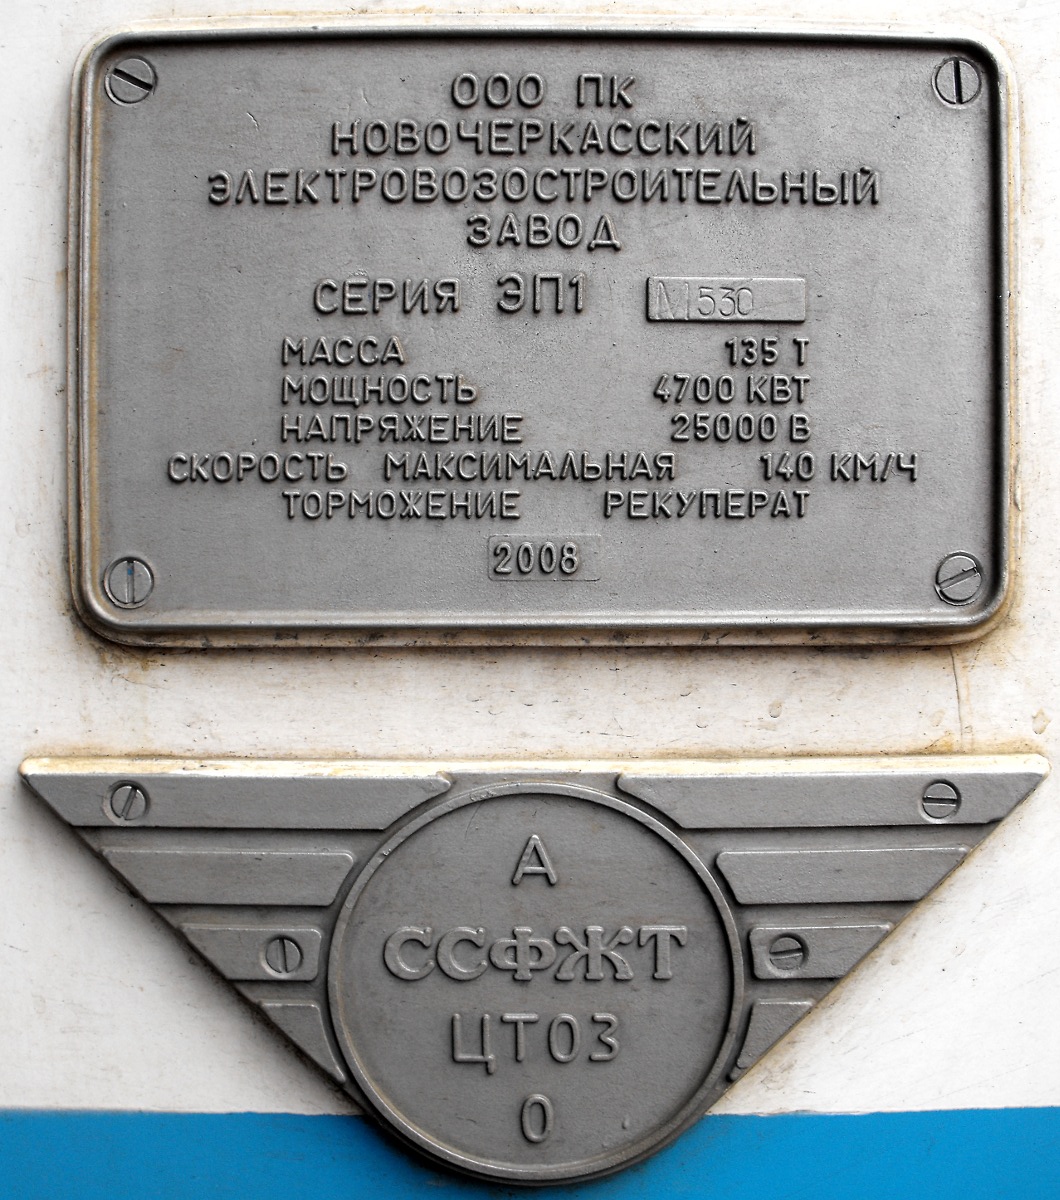 ООО ПК
НОВОЧЕРКАССКИЙ
ЭЛЕКТРОВОЗОСТРОИТЕЛЬНЫЙ
ЗАВОД
СЕРИЯ ЭП1 М 530
МАССА 135 Т
МОЩНОСТЬ 4700 КВТ
НАПРЯЖЕНИЕ 25000 В
СКОРОСТЬ МАКСИМАЛЬНАЯ 140 КМ/Ч
ТОРМОЖЕНИЕ РЕКУПЕРАТ
2008
А
ССФЖТ
ЦТ03
0